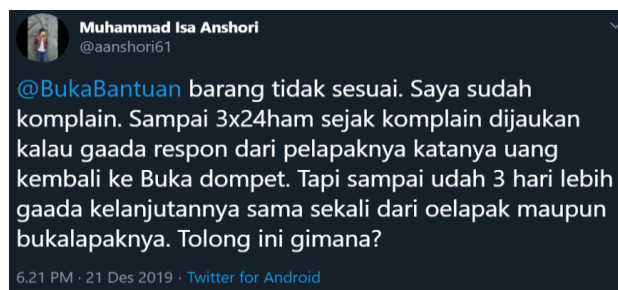 Muhammad Isa Anshori
@aanshori61
@BukaBantuan barang tidak sesuai. Saya sudah
komplain. Sampai 3x24ham sejak komplain dijaukan
kalau gaada respon dari pelapaknya katanya uang
kembali ke Buka dompet. Tapi sampai udah 3 hari lebih
gaada kelanjutannya sama sekali dari oelapak maupun
bukalapaknya. Tolong ini gimana?
6.21 PM · 21 Des 2019 · Twitter for Android